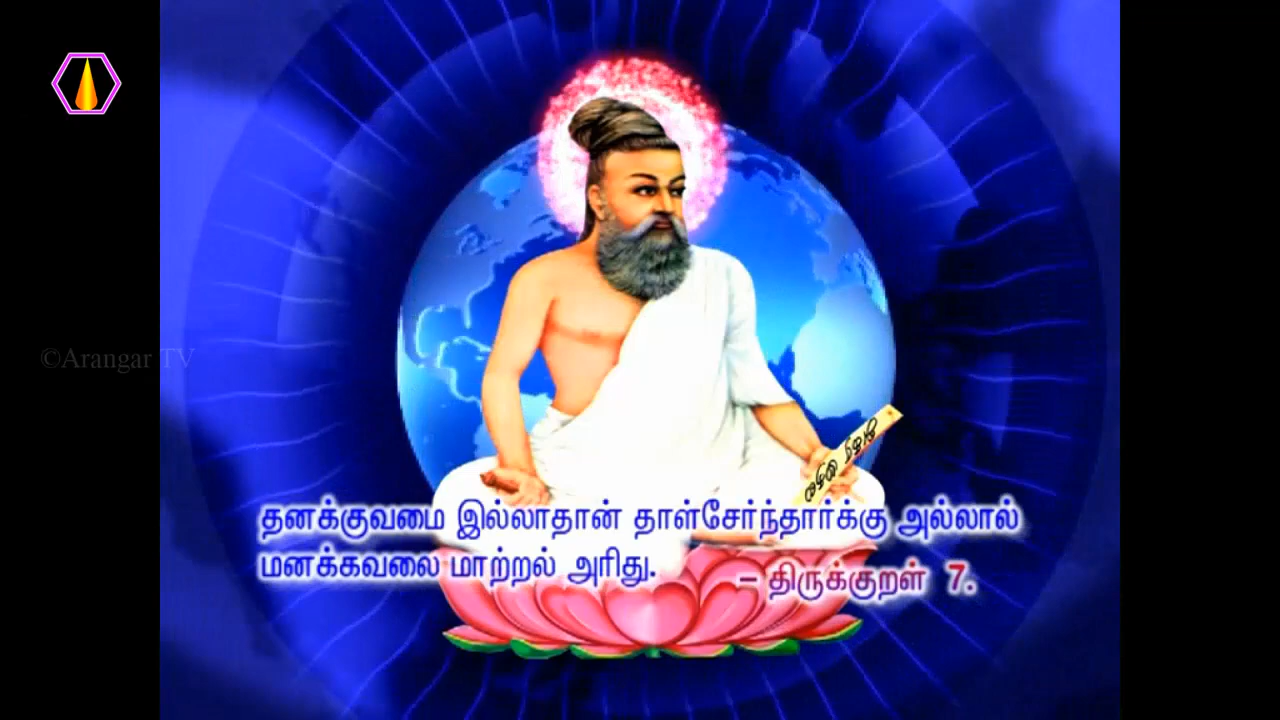 ©Arangar TV
தனக்குவமை இல்லாதான் தாள்சேர்ந்தார்க்கு அல்லால்
மனக்கவலை மாற்றல் அரிது.
– திருக்குறள் 7.